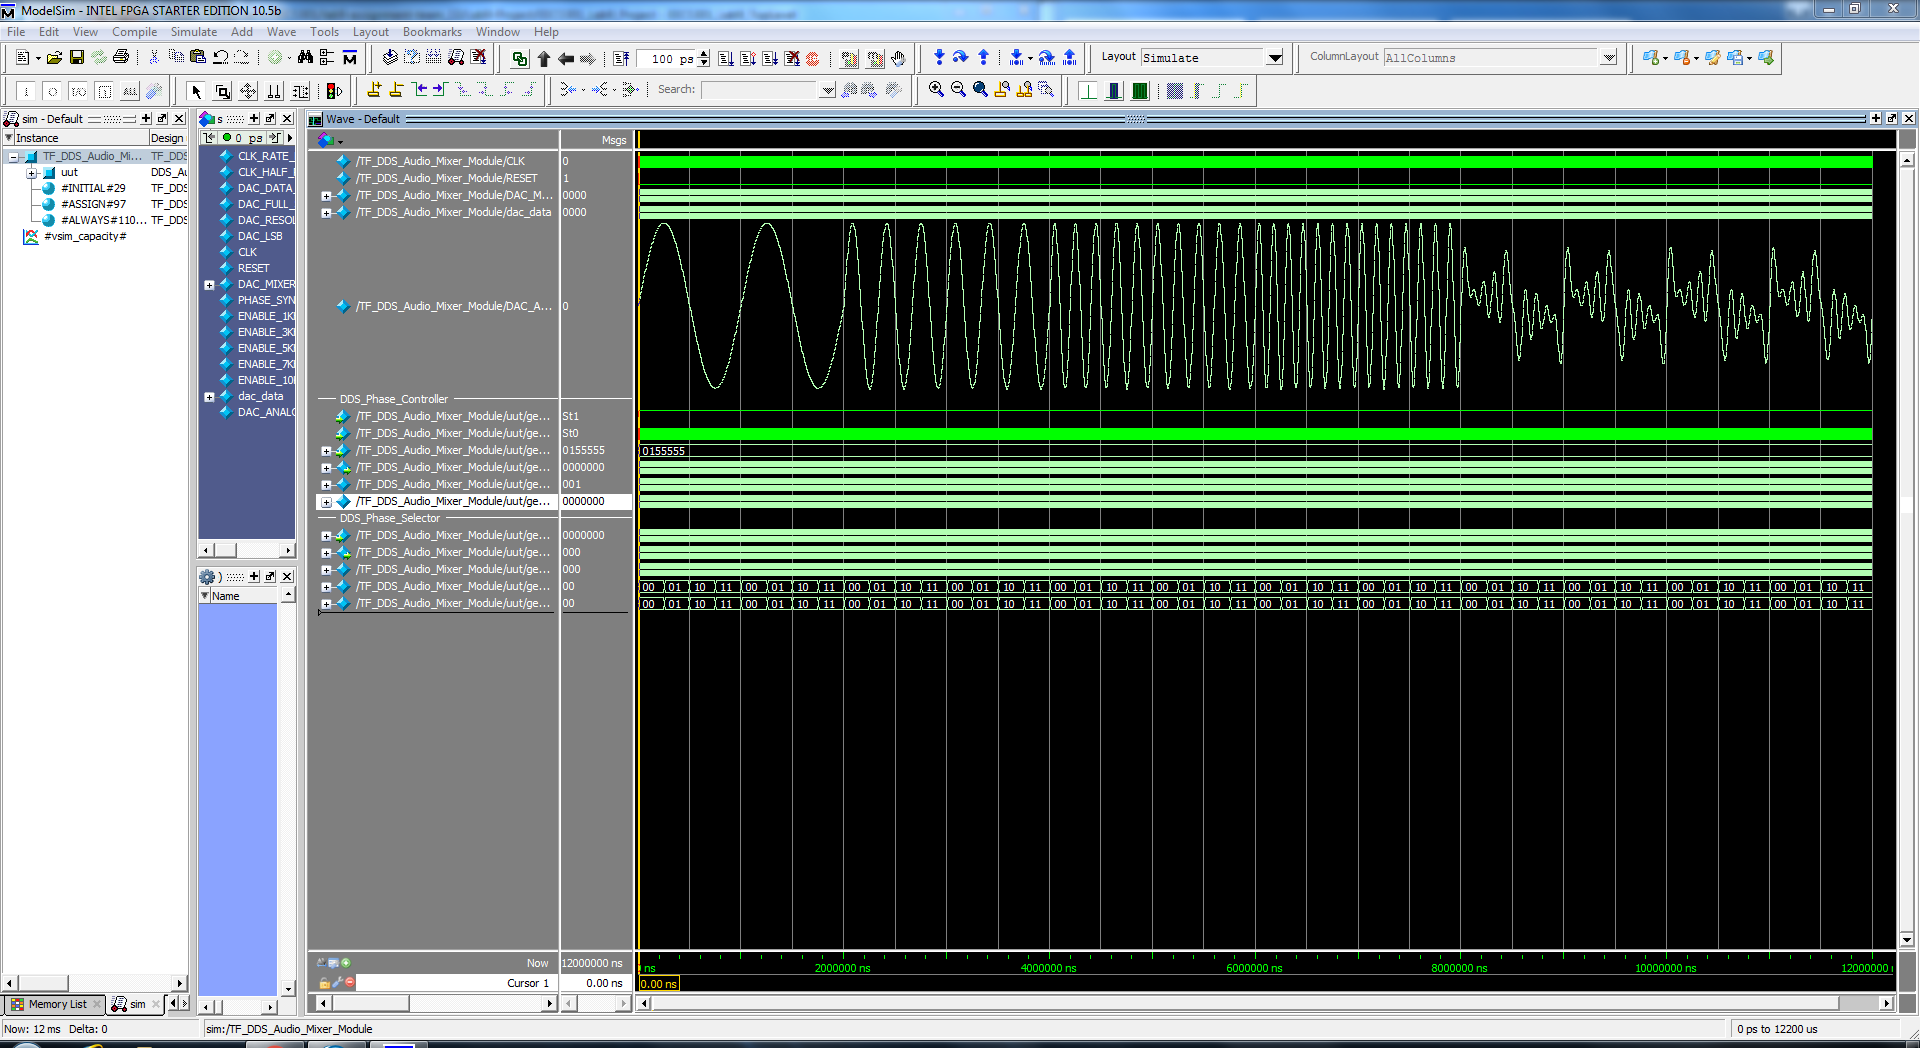 ModelSim - INTEL FPGA STARTER EDITION 10.5b
File Edit View Compile Simulate Add Wave Tools Layout Bookmarks Window Help
100 ps
Layout Simulate
ColumnLayout AllColumns
Search:
sim - Default
Instance Design
TF_DDS_Audio_Mi... TF_DDS
uut DDS_Au
#INITIAL#29 TF_DDS
#ASSIGN#97 TF_DDS
#ALWAYS#110... TF_DDS
#vsim_capacity#
s
0 ps
CLK_RATE_
CLK_HALF_
DAC_DATA_
DAC_FULL_
DAC_RESOL
DAC_LSB
CLK
RESET
DAC_MIXER
PHASE_SYN
ENABLE_1K
ENABLE_3K
ENABLE_5K
ENABLE_7K
ENABLE_10
dac_data
DAC_ANALO
Name
Wave - Default
Msgs
/TF_DDS_Audio_Mixer_Module/CLK 0
/TF_DDS_Audio_Mixer_Module/RESET 1
/TF_DDS_Audio_Mixer_Module/DAC_M... 0000
/TF_DDS_Audio_Mixer_Module/dac_data 0000
/TF_DDS_Audio_Mixer_Module/DAC_A... 0
DDS_Phase_Controller
/TF_DDS_Audio_Mixer_Module/uut/ge... St1
/TF_DDS_Audio_Mixer_Module/uut/ge... St0
/TF_DDS_Audio_Mixer_Module/uut/ge... 0155555 0155555
/TF_DDS_Audio_Mixer_Module/uut/ge... 0000000
/TF_DDS_Audio_Mixer_Module/uut/ge... 001
/TF_DDS_Audio_Mixer_Module/uut/ge... 0000000
DDS_Phase_Selector
/TF_DDS_Audio_Mixer_Module/uut/ge... 0000000
/TF_DDS_Audio_Mixer_Module/uut/ge... 000
/TF_DDS_Audio_Mixer_Module/uut/ge... 000
/TF_DDS_Audio_Mixer_Module/uut/ge... 00 00 01 10 11 00 01 10 11 00 01 10 11 00 01 10 11 00 01 10 11 00 01 10 11 00 01 10 11 00 01 10 11 00 01 10 11 00 01 10 11 00 01 10 11 00 01 10 11
/TF_DDS_Audio_Mixer_Module/uut/ge... 00 00 01 10 11 00 01 10 11 00 01 10 11 00 01 10 11 00 01 10 11 00 01 10 11 00 01 10 11 00 01 10 11 00 01 10 11 00 01 10 11 00 01 10 11 00 01 10 11
Now 12000000 ns ns 2000000 ns 4000000 ns 6000000 ns 8000000 ns 10000000 ns 12000000
Cursor 1 0.00 ns 0.00 ns
Memory List sim
Now: 12 ms Delta: 0 sim:/TF_DDS_Audio_Mixer_Module 0 ps to 12200 us